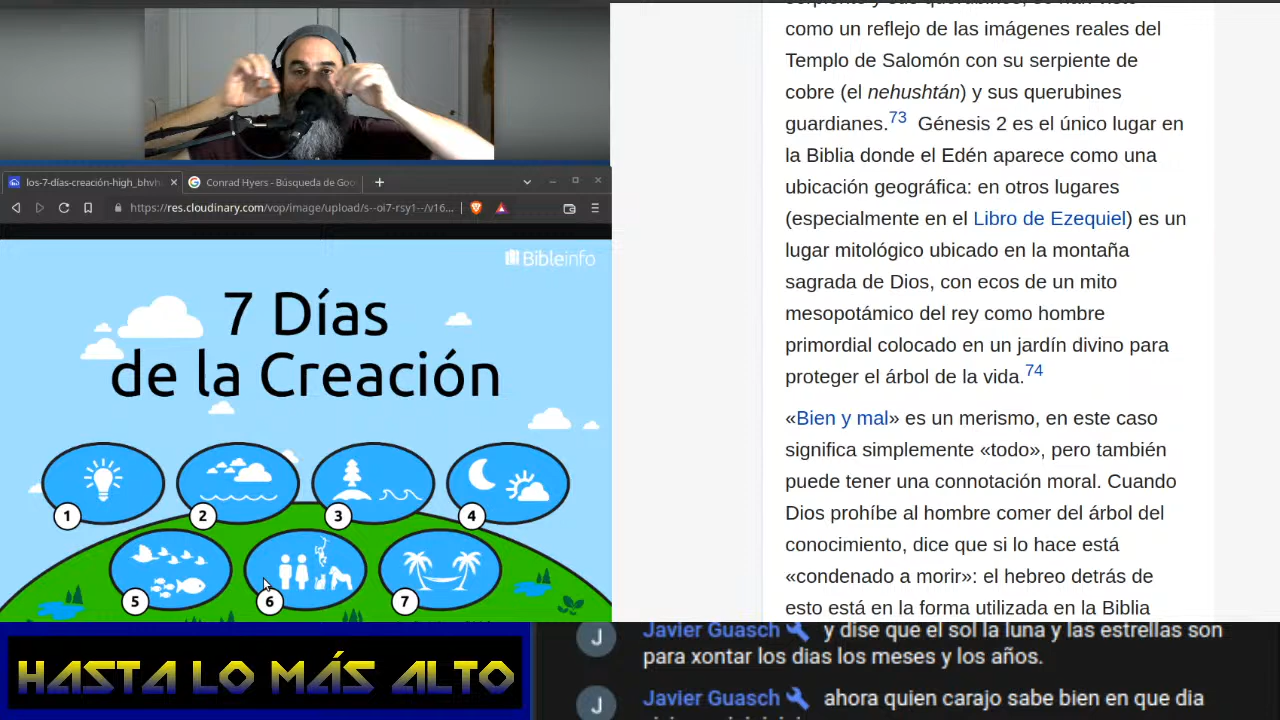 los-7-días-creación-high_bhvh
Conrad Hyers - Búsqueda de Goo
https://res.cloudinary.com/vop/image/upload/s--oi7-rsy1--/v16...
Bibleinfo
7 Días
de la Creación
1
2
3
4
5
6
7
como un reflejo de las imágenes reales del
Templo de Salomón con su serpiente de
cobre (el nehushtán) y sus querubines
guardianes.73 Génesis 2 es el único lugar en
la Biblia donde el Edén aparece como una
ubicación geográfica: en otros lugares
(especialmente en el Libro de Ezequiel) es un
lugar mitológico ubicado en la montaña
sagrada de Dios, con ecos de un mito
mesopotámico del rey como hombre
primordial colocado en un jardín divino para
proteger el árbol de la vida.74
«Bien y mal» es un merismo, en este caso
significa simplemente «todo», pero también
puede tener una connotación moral. Cuando
Dios prohíbe al hombre comer del árbol del
conocimiento, dice que si lo hace está
«condenado a morir»: el hebreo detrás de
esto está en la forma utilizada en la Biblia
HASTA LO MÁS ALTO
J
Javier Guasch y dise que el sol la luna y las estrellas son
para xontar los dias los meses y los años.
J
Javier Guasch ahora quien carajo sabe bien en que dia